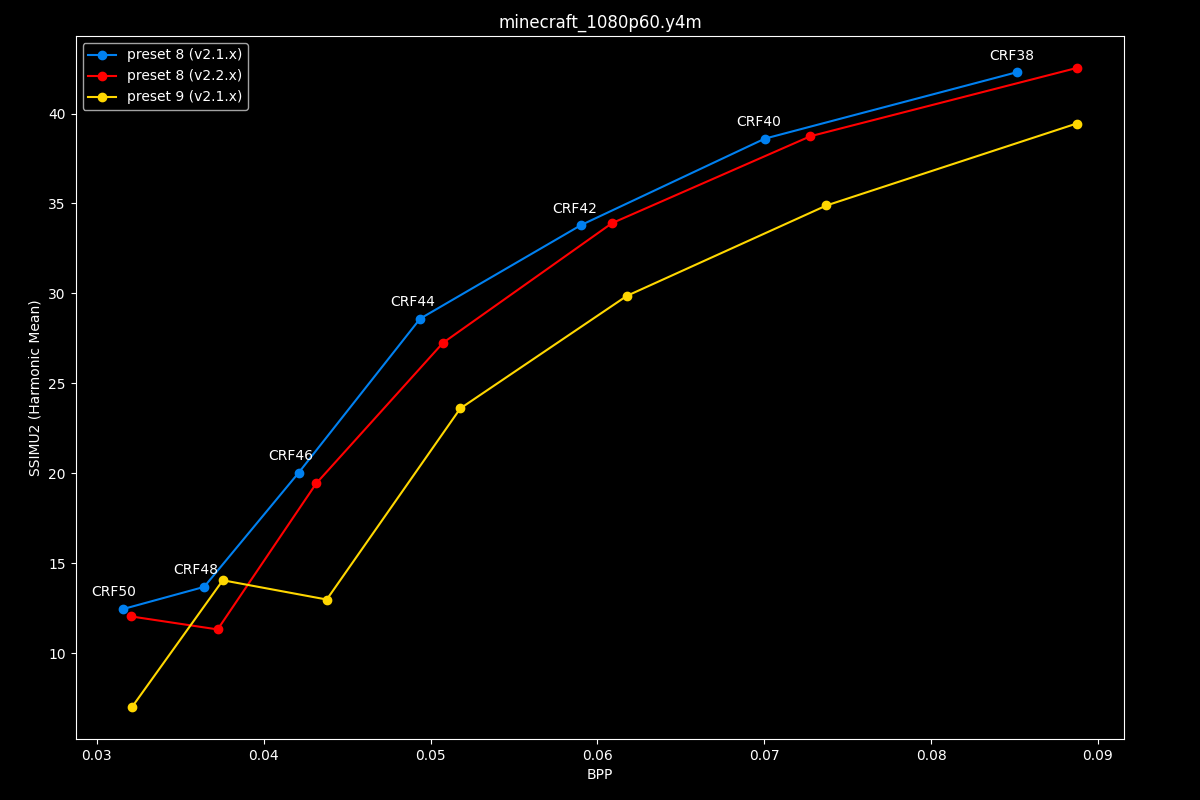 minecraft_1080p60.y4m
preset 8 (v2.1.x)
preset 8 (v2.2.x)
preset 9 (v2.1.x)
CRF38
CRF40
CRF42
CRF44
CRF46
CRF48
CRF50
40
35
30
25
20
15
10
SSIMU2 (Harmonic Mean)
0.03 0.04 0.05 0.06 0.07 0.08 0.09
BPP